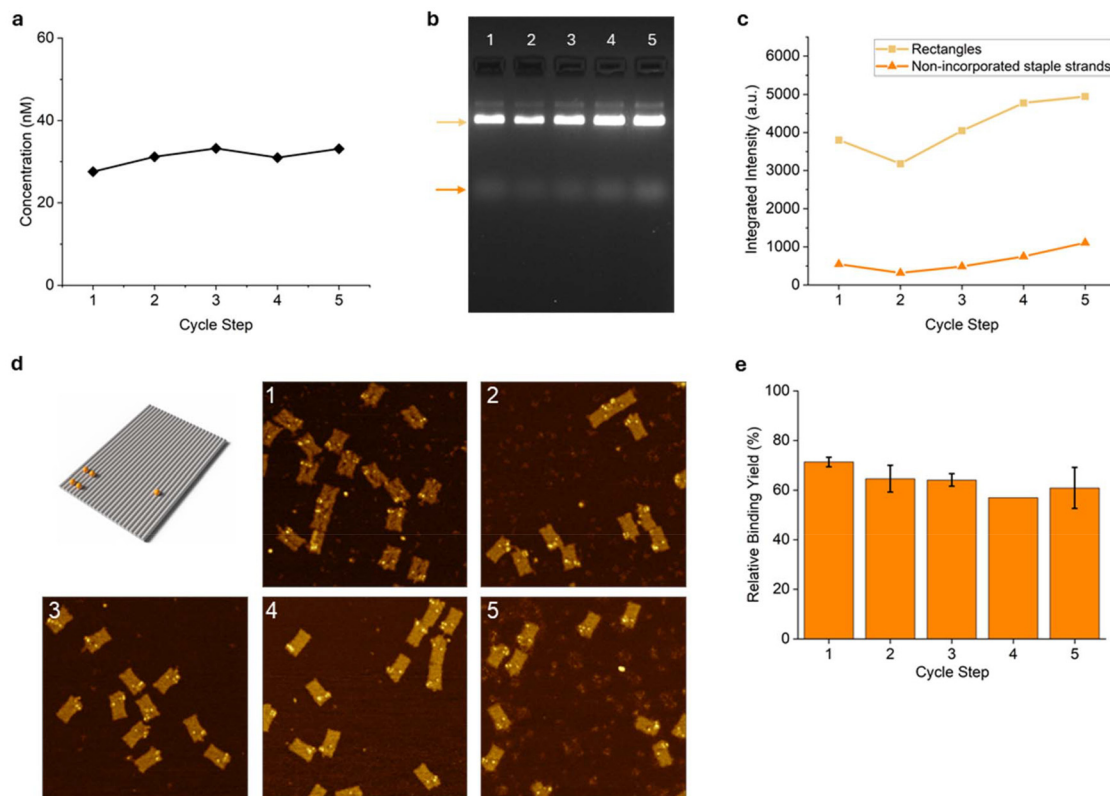 a
60
40
20
0
Concentration (nM)
1 2 3 4 5
Cycle Step
b
1 2 3 4 5
c
6000
5000
4000
3000
2000
1000
0
Integrated Intensity (a.u.)
Rectangles
Non-incorporated staple strands
1 2 3 4 5
Cycle Step
d
1
2
3
4
5
e
100
80
60
40
20
0
Relative Binding Yield (%)
1 2 3 4 5
Cycle Step